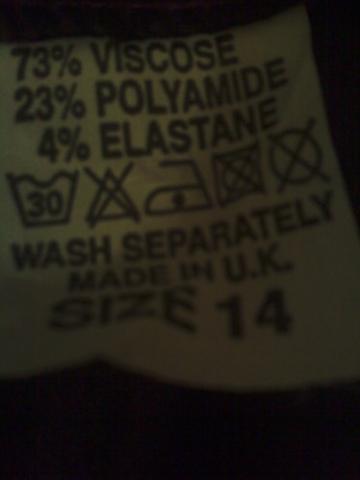 73% VISCOSE
23% POLYAMIDE
4% ELASTANE
30
WASH SEPARATELY
MADE IN U.K.
SIZE 14